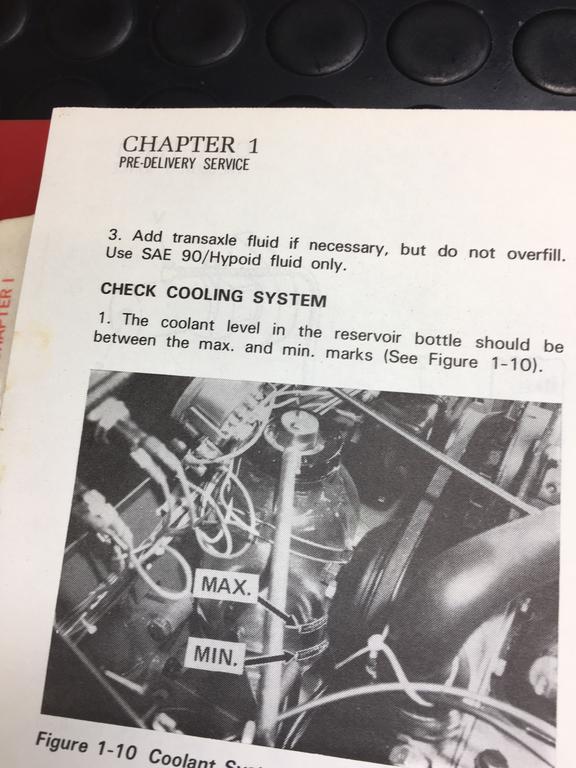 CHAPTER 1
PRE-DELIVERY SERVICE
3. Add transaxle fluid if necessary, but do not overfill.
Use SAE 90/Hypoid fluid only.
CHECK COOLING SYSTEM
1. The coolant level in the reservoir bottle should be
between the max. and min. marks (See Figure 1-10).
MAX.
MIN.
Figure 1-10 Coolant